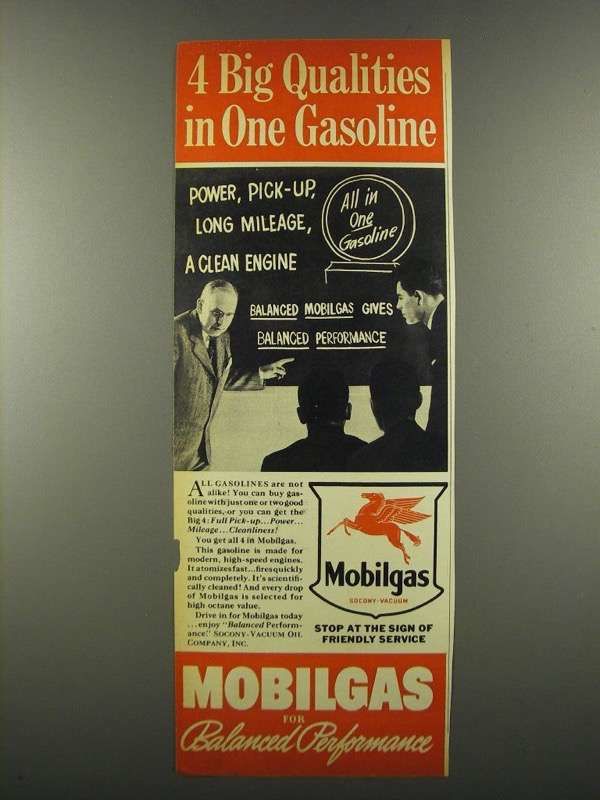 4 Big Qualities
in One Gasoline
POWER, PICK-UP,
LONG MILEAGE,
A CLEAN ENGINE
All in
One
Gasoline
BALANCED MOBILGAS GIVES
BALANCED PERFORMANCE
ALL GASOLINES are not
alike! You can buy gas-
oline with just one or two good
qualities, or you can get the
Big 4: Full Pick-up...Power...
Mileage...Cleanliness!
You get all 4 in Mobilgas.
This gasoline is made for
modern, high-speed engines.
It atomizes fast...fires quickly
and completely. It's scientifi-
cally cleaned! And every drop
of Mobilgas is selected for
high octane value.
Drive in for Mobilgas today
...enjoy "Balanced Perform-
ance." SOCONY-VACUUM OIL
COMPANY, INC.
Mobilgas
SOCONY-VACUUM
STOP AT THE SIGN OF
FRIENDLY SERVICE
MOBILGAS
FOR
Balanced Performance